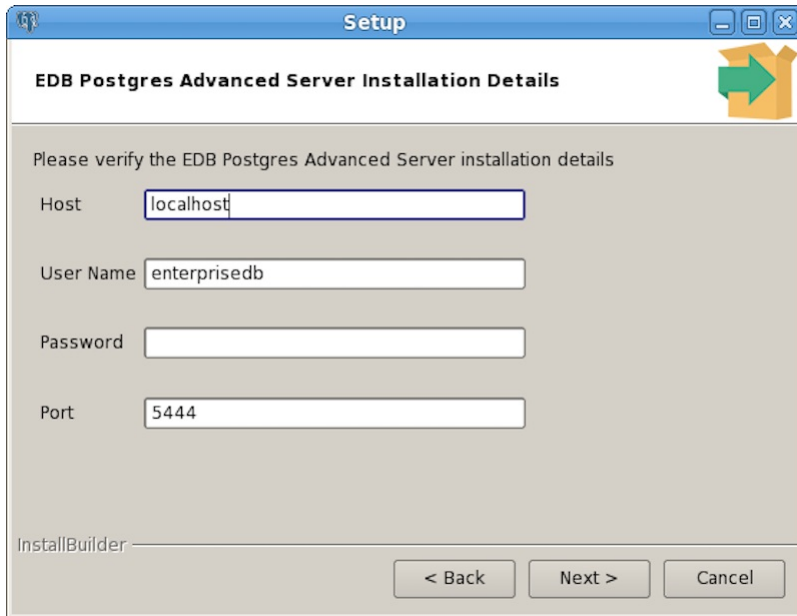 Setup
EDB Postgres Advanced Server Installation Details
Please verify the EDB Postgres Advanced Server installation details
Host localhost
User Name enterprisedb
Password
Port 5444
InstallBuilder
< Back Next > Cancel